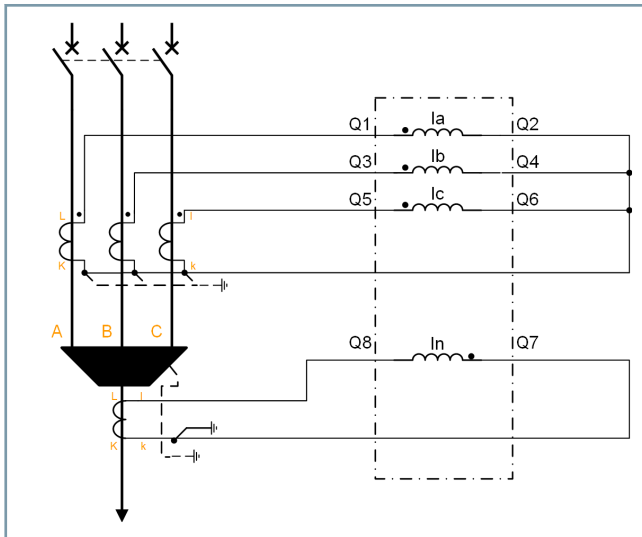 Q1 Ia Q2
Q3 Ib Q4
Q5 Ic Q6
L l
K k
A B C
Q8 In Q7
L l
K k